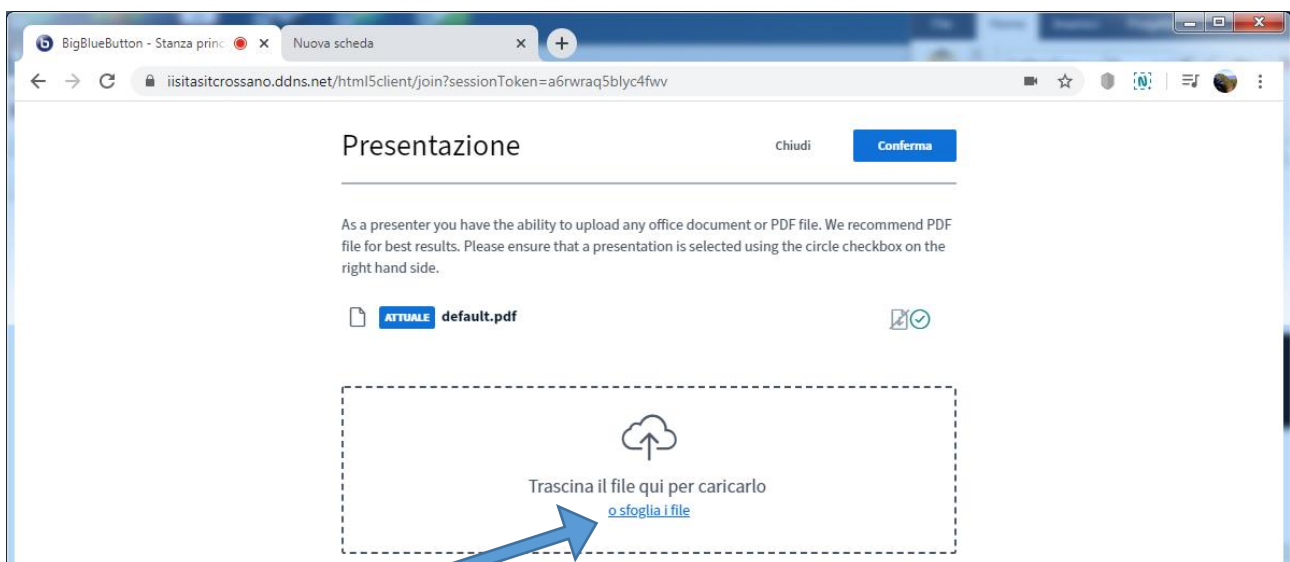 BigBlueButton - Stanza princ
Nuova scheda
iisitasitcrossano.ddns.net/html5client/join?sessionToken=a6rwraq5blyc4fwv
Presentazione
Chiudi
Conferma
As a presenter you have the ability to upload any office document or PDF file. We recommend PDF
file for best results. Please ensure that a presentation is selected using the circle checkbox on the
right hand side.
ATTUALE default.pdf
Trascina il file qui per caricarlo
o sfoglia i file